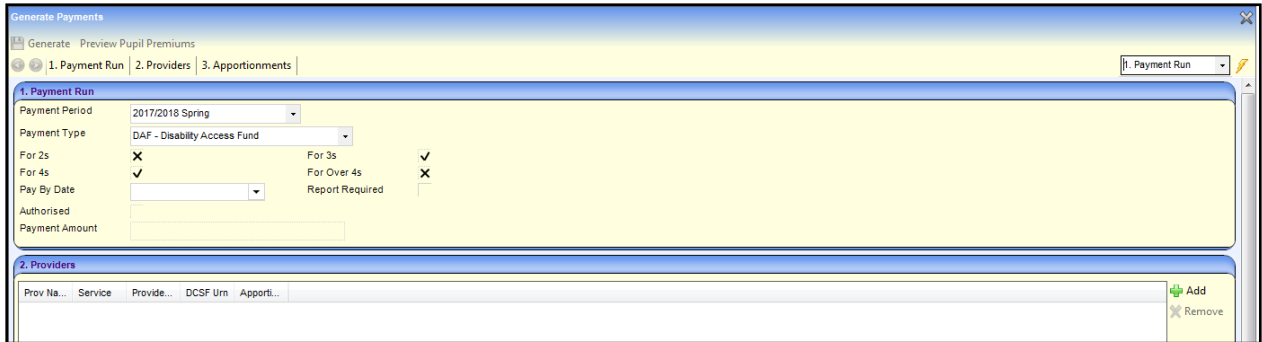 Generate Payments
Generate Preview Pupil Premiums
1. Payment Run 2. Providers 3. Apportionments 1. Payment Run
1. Payment Run
Payment Period 2017/2018 Spring
Payment Type DAF - Disability Access Fund
For 2s For 3s
For 4s For Over 4s
Pay By Date Report Required
Authorised
Payment Amount
2. Providers
Prov Na... Service Provide... DCSF Urn Apporti... Add
Remove